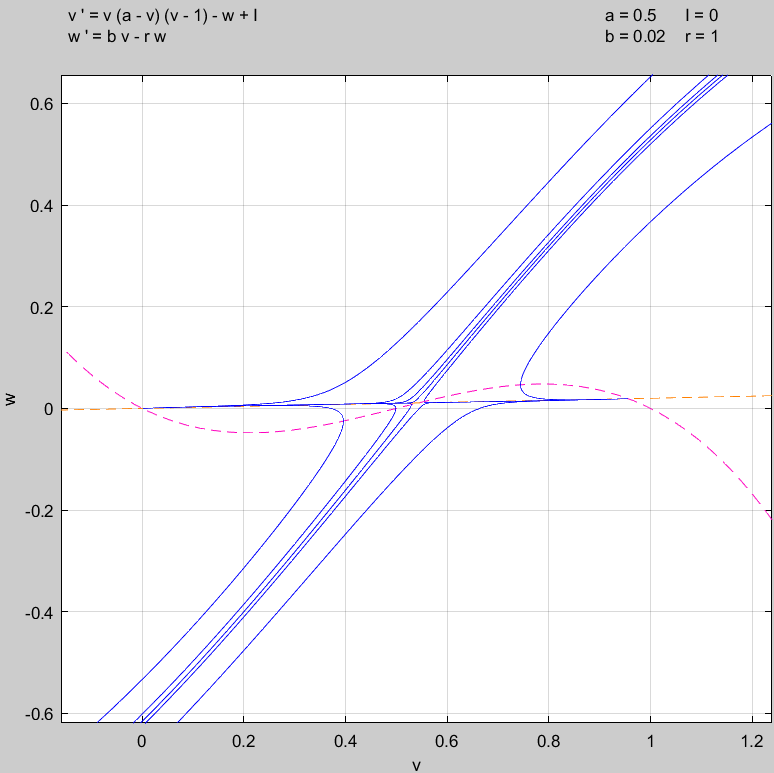 v ' = v (a - v) (v - 1) - w + I
a = 0.5 I = 0
w ' = b v - r w
b = 0.02 r = 1
0.6
0.4
0.2
0
-0.2
-0.4
-0.6
w
0 0.2 0.4 0.6 0.8 1 1.2
v